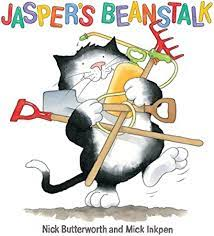 JASPER'S BEANSTALK
Nick Butterworth and Mick Inkpen